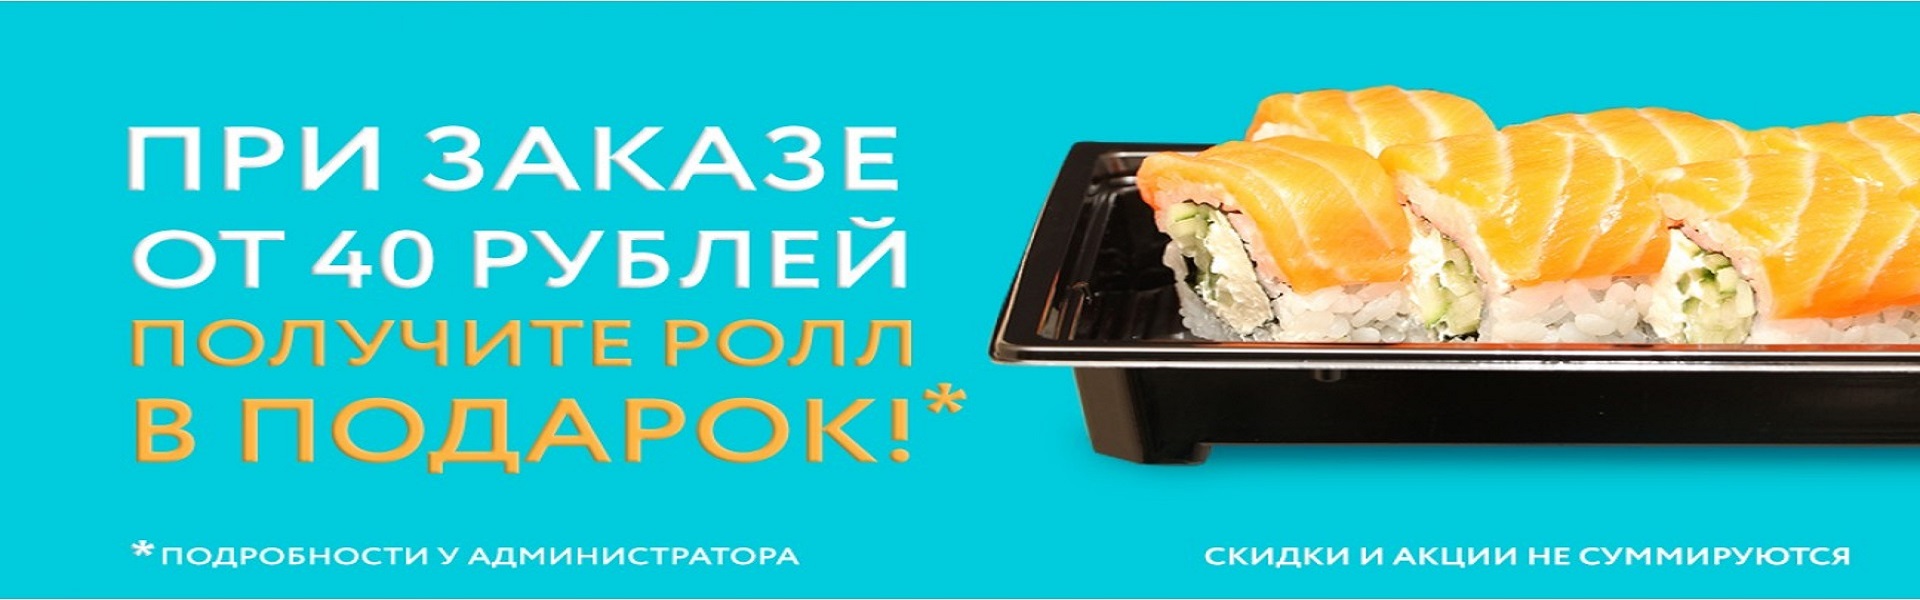 ПРИ ЗАКАЗЕ
ОТ 40 РУБЛЕЙ
ПОЛУЧИТЕ РОЛЛ
В ПОДАРОК!*
*ПОДРОБНОСТИ У АДМИНИСТРАТОРА
СКИДКИ И АКЦИИ НЕ СУММИРУЮТСЯ